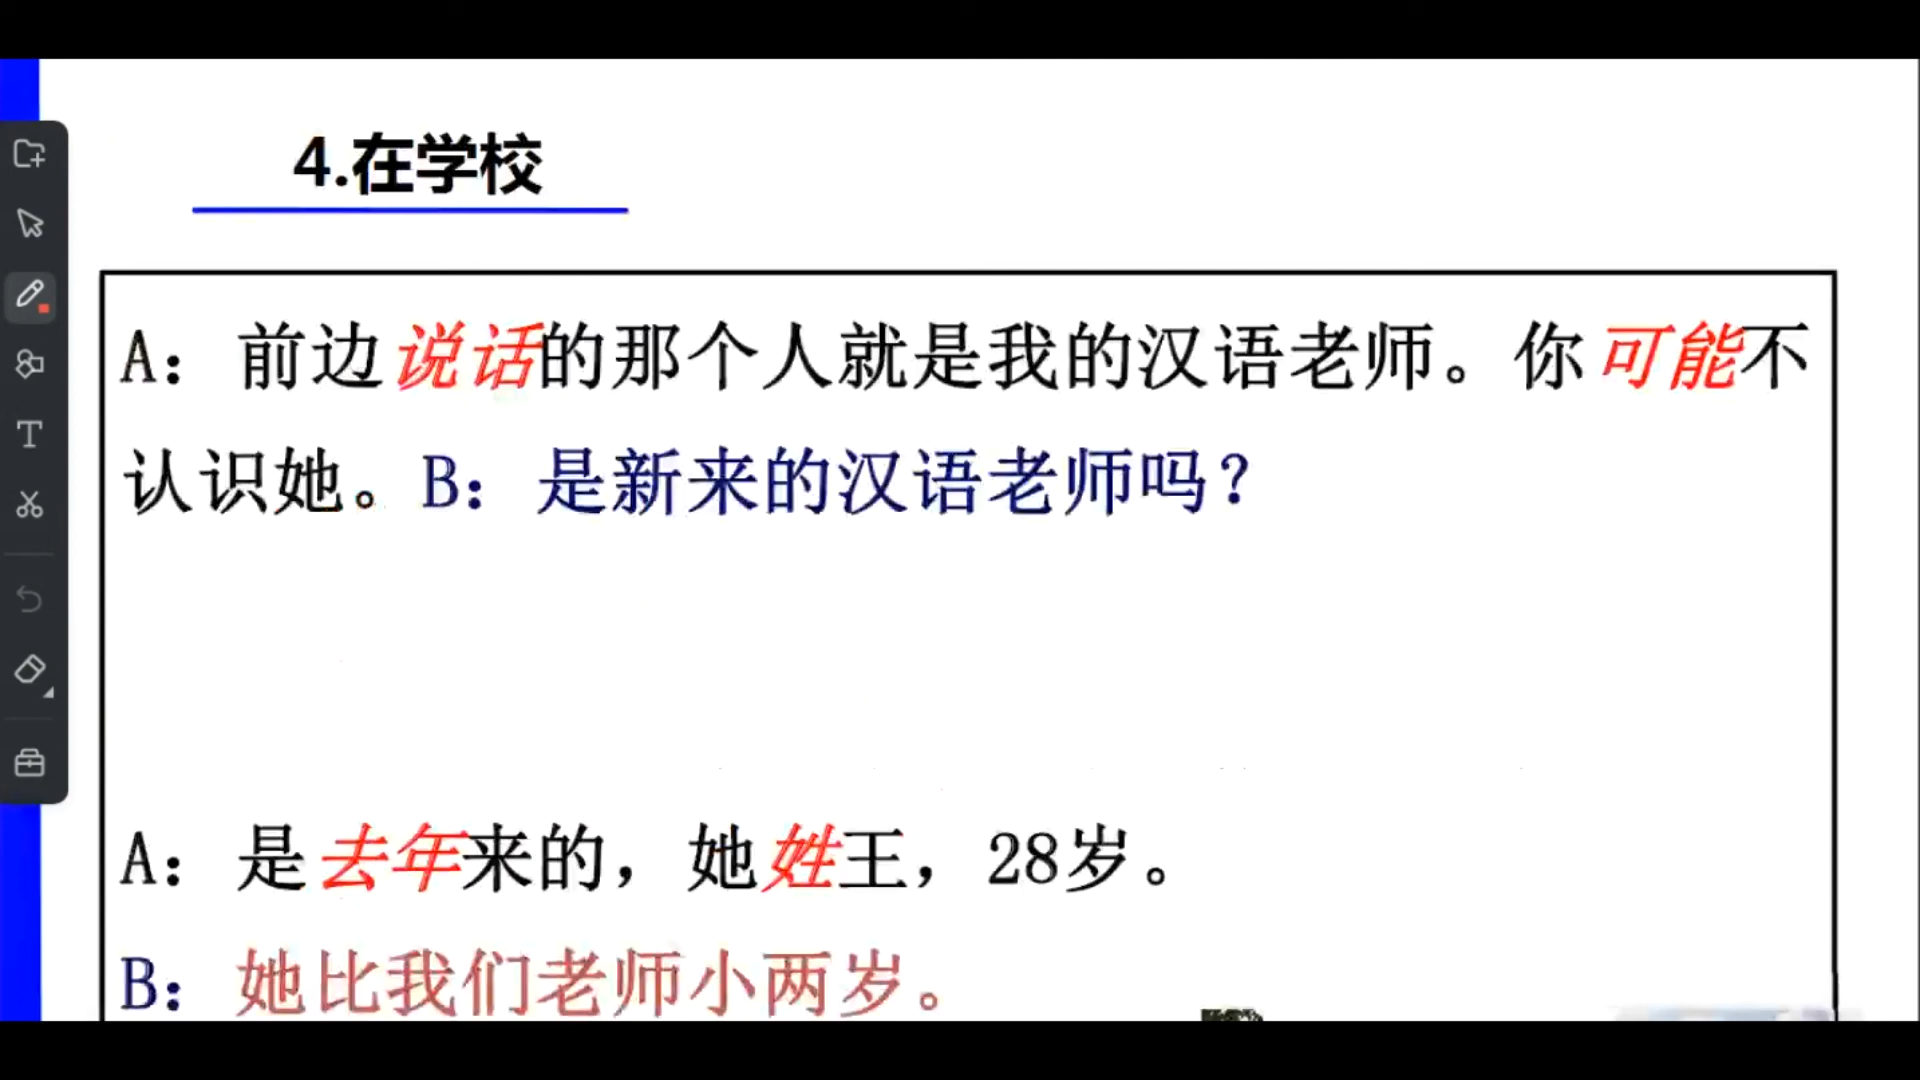 4.在学校
A：前边说话的那个人就是我的汉语老师。你可能不
认识她。B：是新来的汉语老师吗？
A：是去年来的，她姓王，28岁。
B：她比我们老师小两岁。